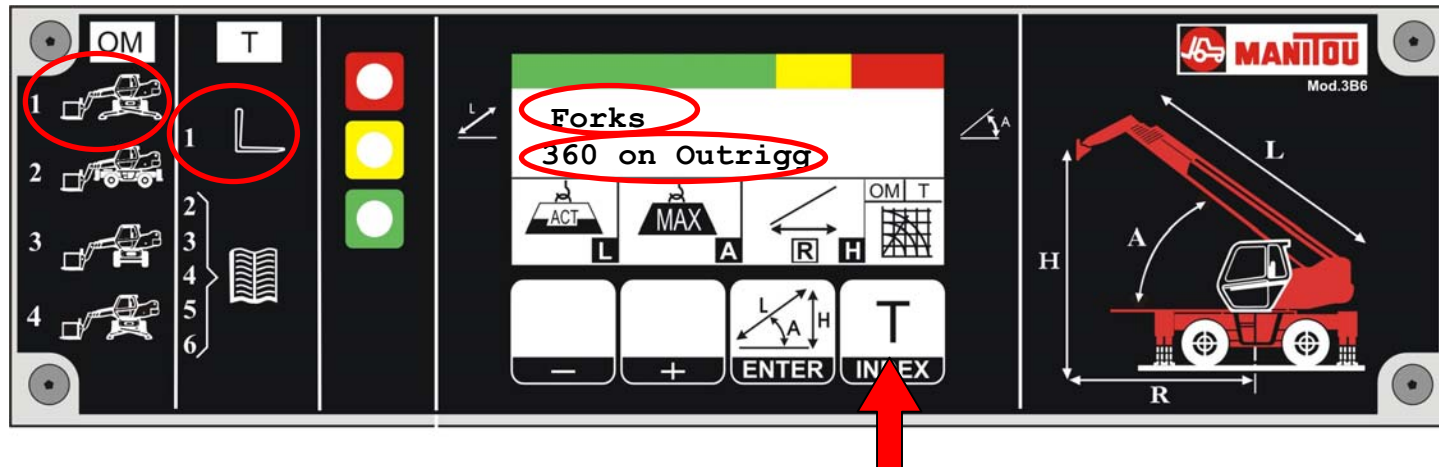 OM
T
1
2
3
4
1
2
3
4
5
6
L
Forks
360 on Outrigg
A
ACT
L
MAX
A
R
H
OM T
−
+
L
A
H
ENTER
T
INDEX
MANITOU
Mod.3B6
L
A
H
R